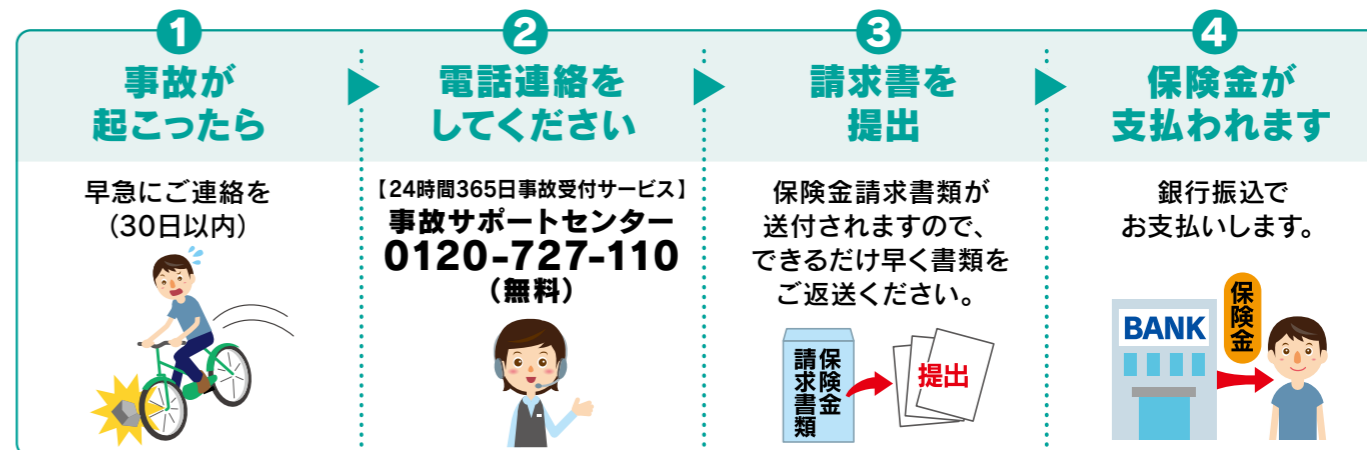 1
事故が
起こったら
早急にご連絡を
(30日以内)
2
電話連絡を
してください
【24時間365日事故受付サービス】
事故サポートセンター
0120-727-110
(無料)
3
請求書を
提出
保険金請求書類が
送付されますので、
できるだけ早く書類を
ご返送ください。
保険金
請求書類
提出
4
保険金が
支払われます
銀行振込で
お支払いします。
BANK
保険金